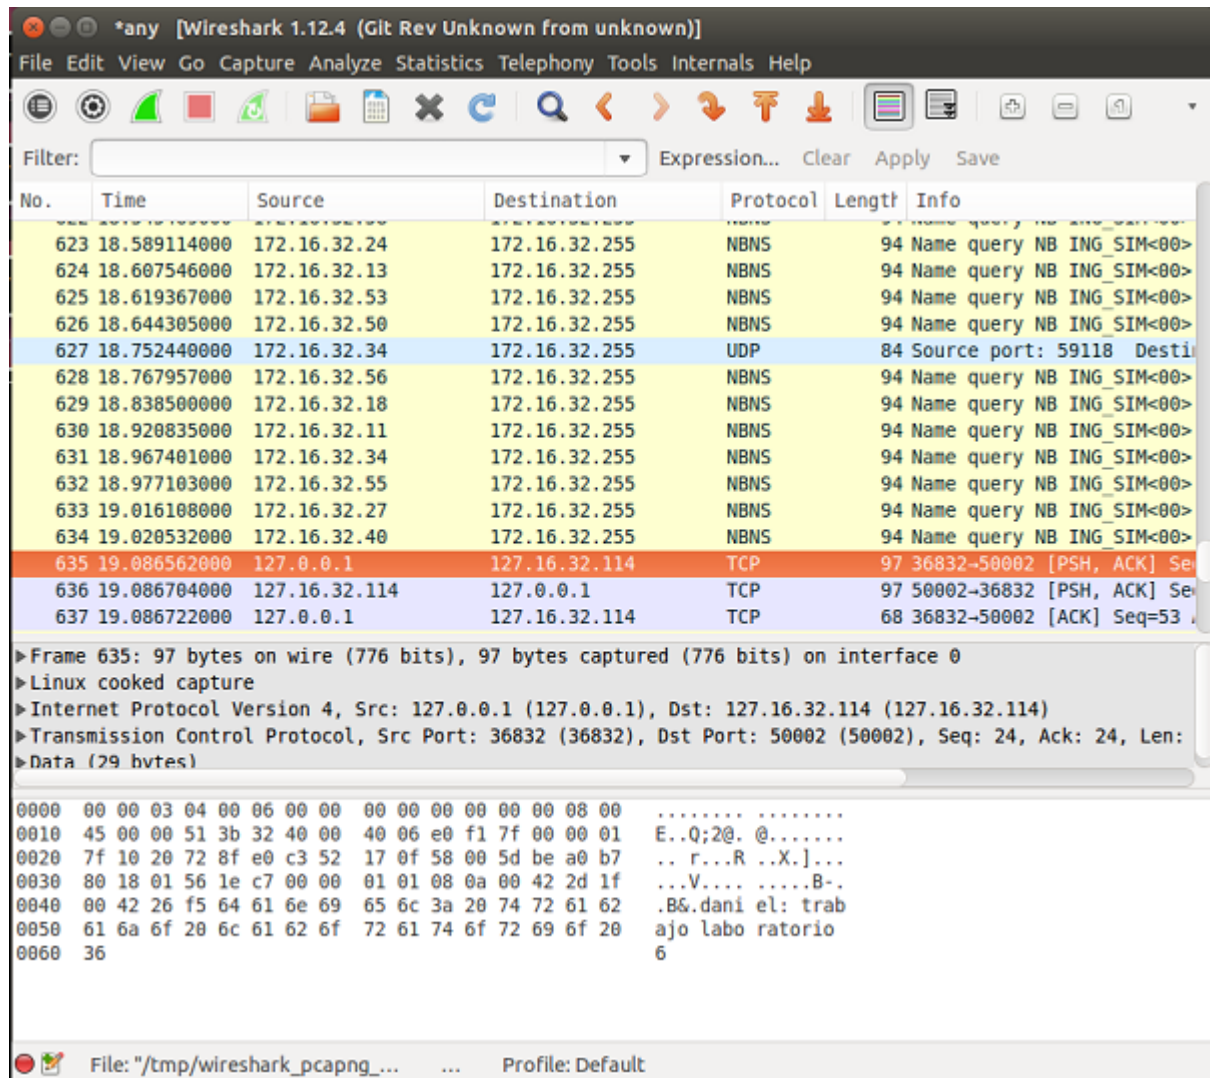 *any [Wireshark 1.12.4 (Git Rev Unknown from unknown)]
File Edit View Go Capture Analyze Statistics Telephony Tools Internals Help
Filter: Expression... Clear Apply Save
No. Time Source Destination Protocol Length Info
623 18.589114000 172.16.32.24 172.16.32.255 NBNS 94 Name query NB ING_SIM<00>
624 18.607546000 172.16.32.13 172.16.32.255 NBNS 94 Name query NB ING_SIM<00>
625 18.619367000 172.16.32.53 172.16.32.255 NBNS 94 Name query NB ING_SIM<00>
626 18.644305000 172.16.32.50 172.16.32.255 NBNS 94 Name query NB ING_SIM<00>
627 18.752440000 172.16.32.34 172.16.32.255 UDP 84 Source port: 59118 Desti
628 18.767957000 172.16.32.56 172.16.32.255 NBNS 94 Name query NB ING_SIM<00>
629 18.838500000 172.16.32.18 172.16.32.255 NBNS 94 Name query NB ING_SIM<00>
630 18.920835000 172.16.32.11 172.16.32.255 NBNS 94 Name query NB ING_SIM<00>
631 18.967401000 172.16.32.34 172.16.32.255 NBNS 94 Name query NB ING_SIM<00>
632 18.977103000 172.16.32.55 172.16.32.255 NBNS 94 Name query NB ING_SIM<00>
633 19.016108000 172.16.32.27 172.16.32.255 NBNS 94 Name query NB ING_SIM<00>
634 19.020532000 172.16.32.40 172.16.32.255 NBNS 94 Name query NB ING_SIM<00>
635 19.086562000 127.0.0.1 127.16.32.114 TCP 97 36832→50002 [PSH, ACK] Se
636 19.086704000 127.16.32.114 127.0.0.1 TCP 97 50002→36832 [PSH, ACK] Se
637 19.086722000 127.0.0.1 127.16.32.114 TCP 68 36832→50002 [ACK] Seq=53
Frame 635: 97 bytes on wire (776 bits), 97 bytes captured (776 bits) on interface 0
Linux cooked capture
Internet Protocol Version 4, Src: 127.0.0.1 (127.0.0.1), Dst: 127.16.32.114 (127.16.32.114)
Transmission Control Protocol, Src Port: 36832 (36832), Dst Port: 50002 (50002), Seq: 24, Ack: 24, Len:
Data (29 bytes)
0000 00 00 03 04 00 06 00 00 00 00 00 00 00 00 08 00 ........ ........
0010 45 00 00 51 3b 32 40 00 40 06 e0 f1 7f 00 00 01 E..Q;2@. @.......
0020 7f 10 20 72 8f e0 c3 52 17 0f 58 00 5d be a0 b7 .. r...R ..X.]...
0030 80 18 01 56 1e c7 00 00 01 01 08 0a 00 42 2d 1f ...V.... .....B-.
0040 00 42 26 f5 64 61 6e 69 65 6c 3a 20 74 72 61 62 .B&.dani el: trab
0050 61 6a 6f 20 6c 61 62 6f 72 61 74 6f 72 69 6f 20 ajo labo ratorio
0060 36 6
File: "/tmp/wireshark_pcapng_... ... Profile: Default